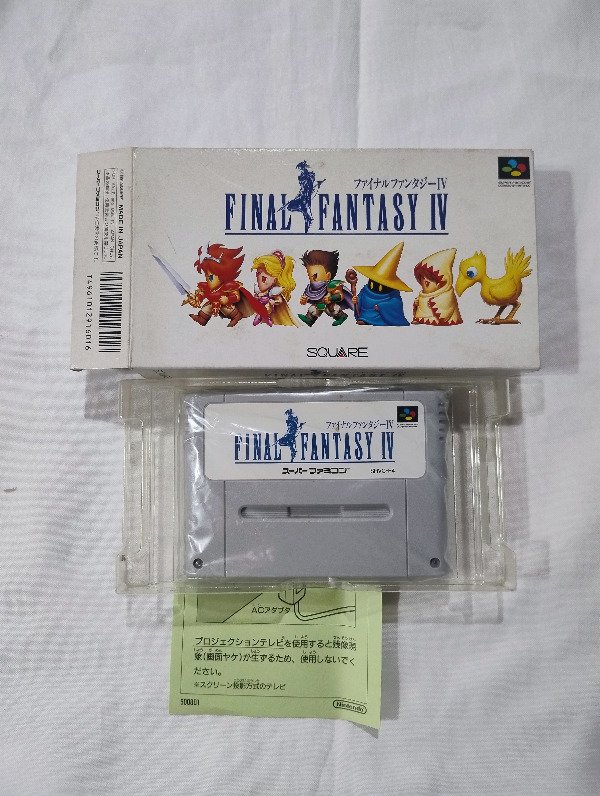 ファイナルファンタジーIV
FINAL FANTASY IV
SQUARE
MADE IN JAPAN
T4961012916016
ファイナルファンタジーIV
FINAL FANTASY IV
スーパーファミコン
SHVC-F4
ACアダプタ
プロジェクションテレビを使用すると残像現
象(画面ヤケ)が生ずるため、使用しないでく
ださい。
※スクリーン投影方式のテレビ
900801
Nintendo